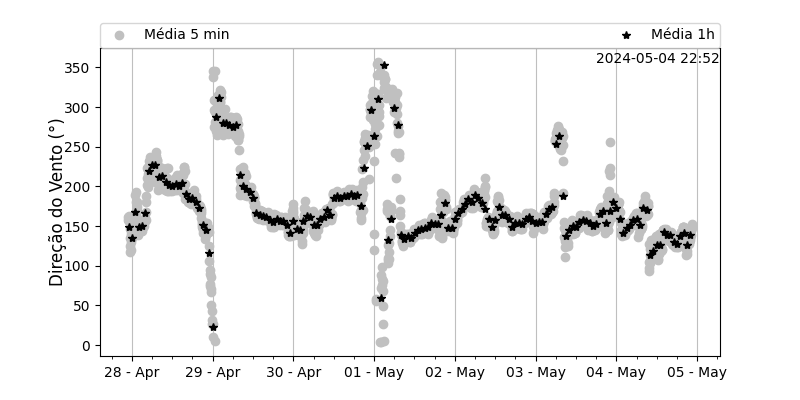 Média 5 min
Média 1h
2024-05-04 22:52
Direção do Vento (°)
350
300
250
200
150
100
50
0
28 - Apr
29 - Apr
30 - Apr
01 - May
02 - May
03 - May
04 - May
05 - May